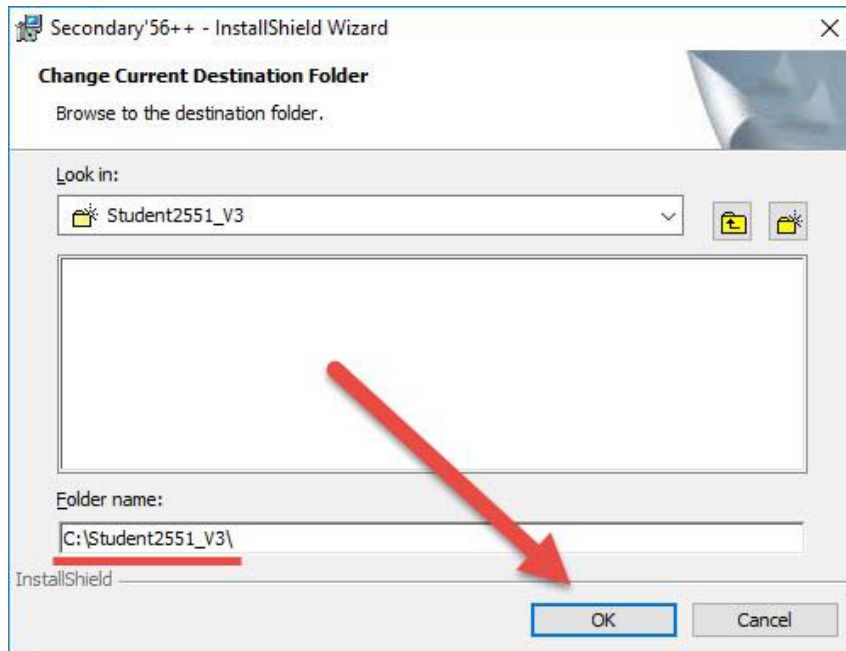 Secondary'56++ - InstallShield Wizard
Change Current Destination Folder
Browse to the destination folder.
Look in:
Student2551_V3
Folder name:
C:\Student2551_V3\
InstallShield
OK Cancel